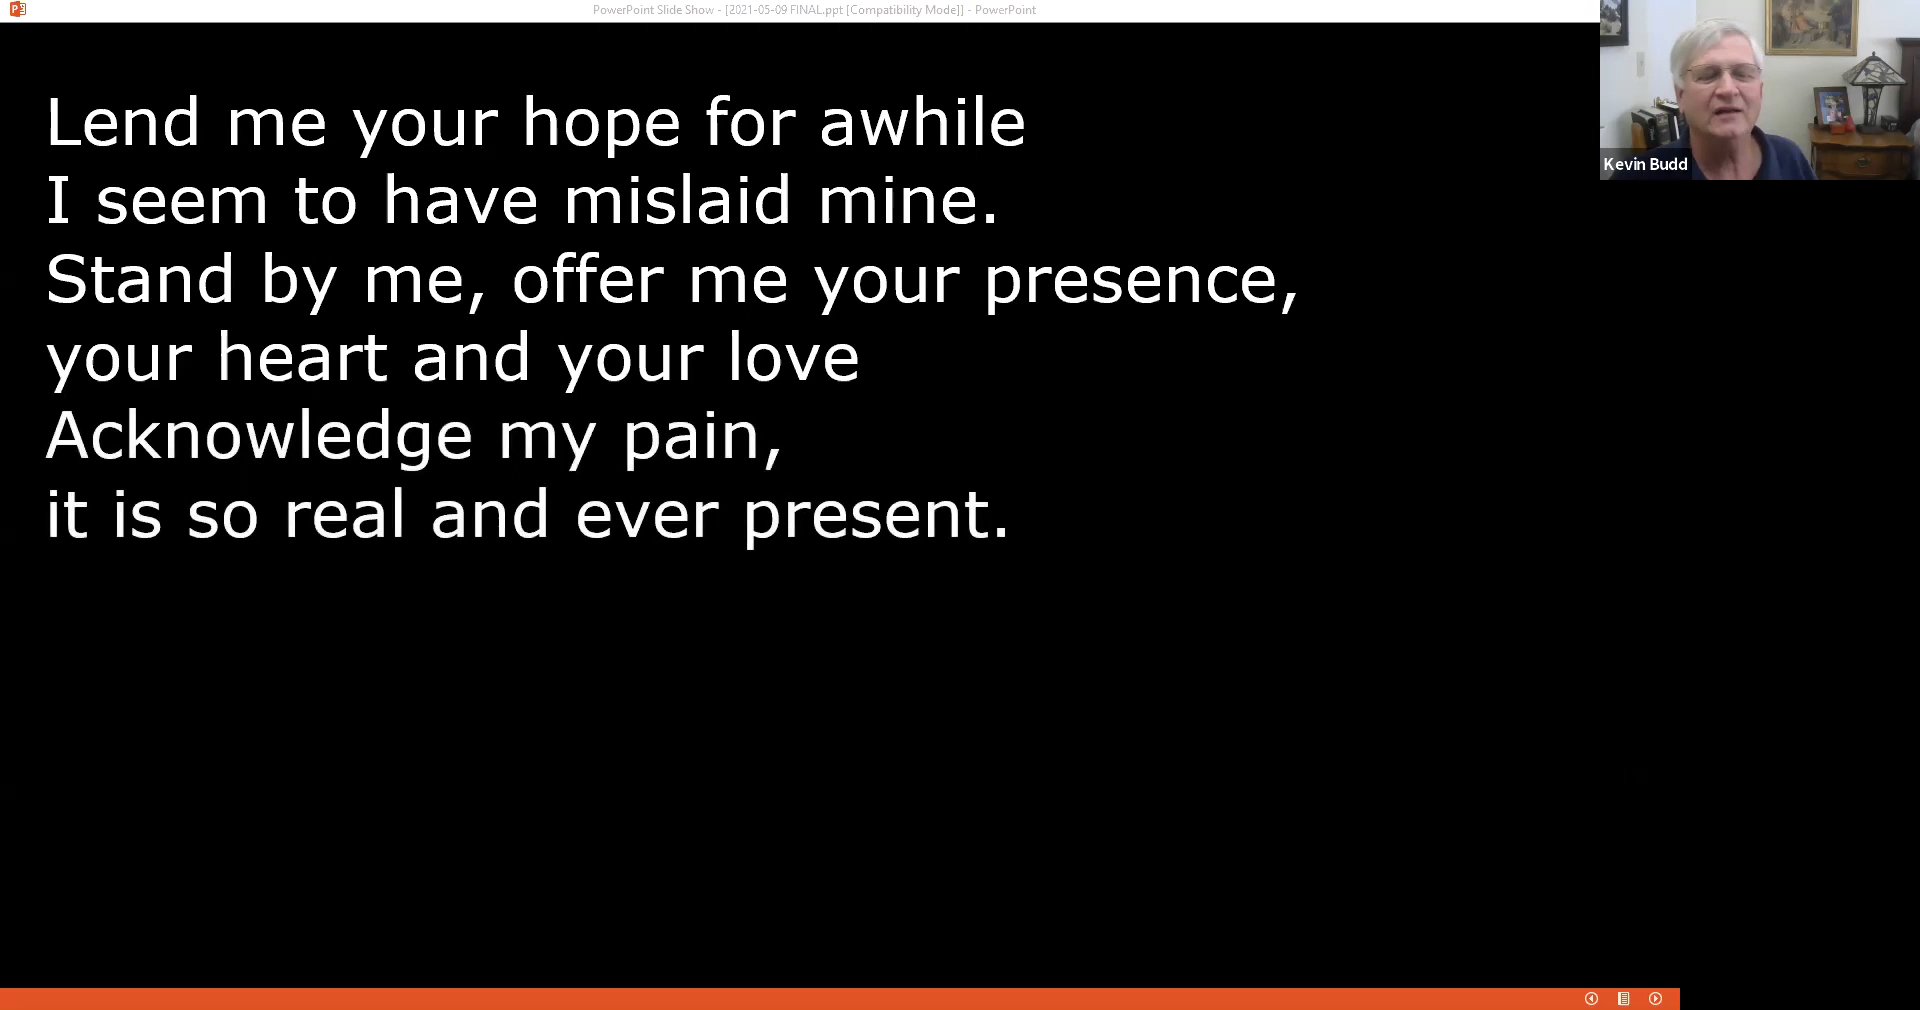 PowerPoint Slide Show - [2021-05-09 FINAL.ppt [Compatibility Mode]] - PowerPoint
Lend me your hope for awhile
I seem to have mislaid mine.
Stand by me, offer me your presence,
your heart and your love
Acknowledge my pain,
it is so real and ever present.
Kevin Budd